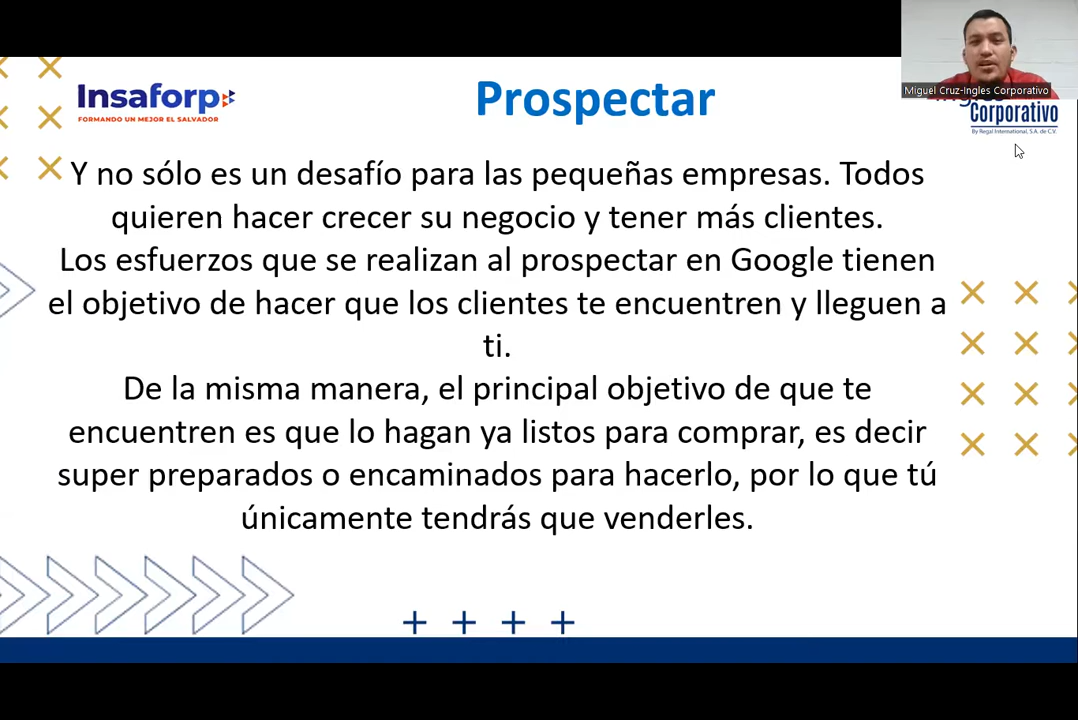 Insaforp
FORMANDO UN MEJOR EL SALVADOR
Prospectar
Miguel Cruz-Ingles Corporativo
Corporativo
By Regal International, S.A. de C.V.
Y no sólo es un desafío para las pequeñas empresas. Todos
quieren hacer crecer su negocio y tener más clientes.
Los esfuerzos que se realizan al prospectar en Google tienen
el objetivo de hacer que los clientes te encuentren y lleguen a
ti.
De la misma manera, el principal objetivo de que te
encuentren es que lo hagan ya listos para comprar, es decir
super preparados o encaminados para hacerlo, por lo que tú
únicamente tendrás que venderles.